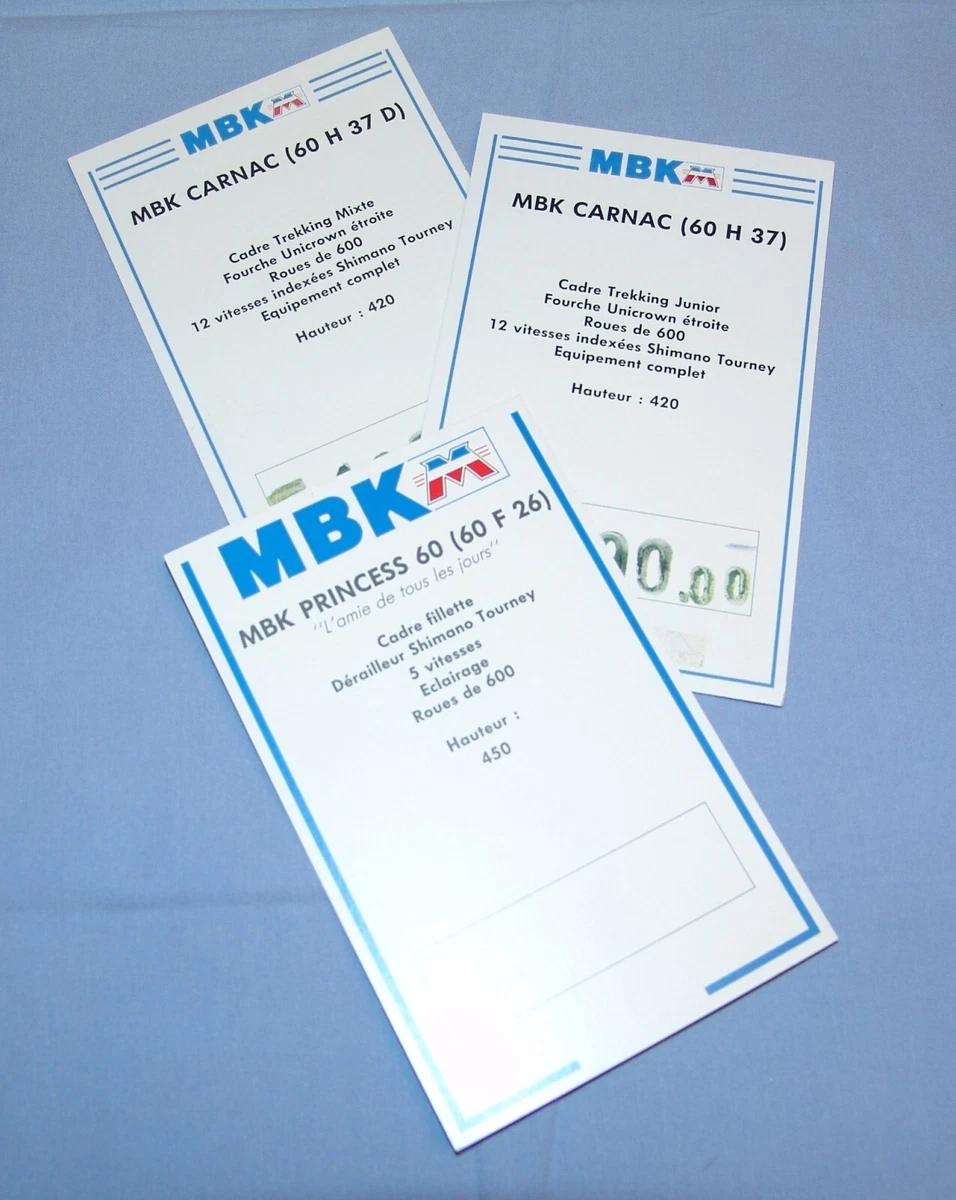 MBK
MBK CARNAC (60 H 37 D)
Cadre Trekking Mixte
Fourche Unicrown étroite
Roues de 600
12 vitesses indexées Shimano Tourney
Equipement complet
Hauteur : 420
MBK
MBK CARNAC (60 H 37)
Cadre Trekking Junior
Fourche Unicrown étroite
Roues de 600
12 vitesses indexées Shimano Tourney
Equipement complet
Hauteur : 420
00.00
MBK
MBK PRINCESS 60 (60 F 26)
"L'amie de tous les jours"
Cadre fillette
Dérailleur Shimano Tourney
5 vitesses
Eclairage
Roues de 600
Hauteur :
450